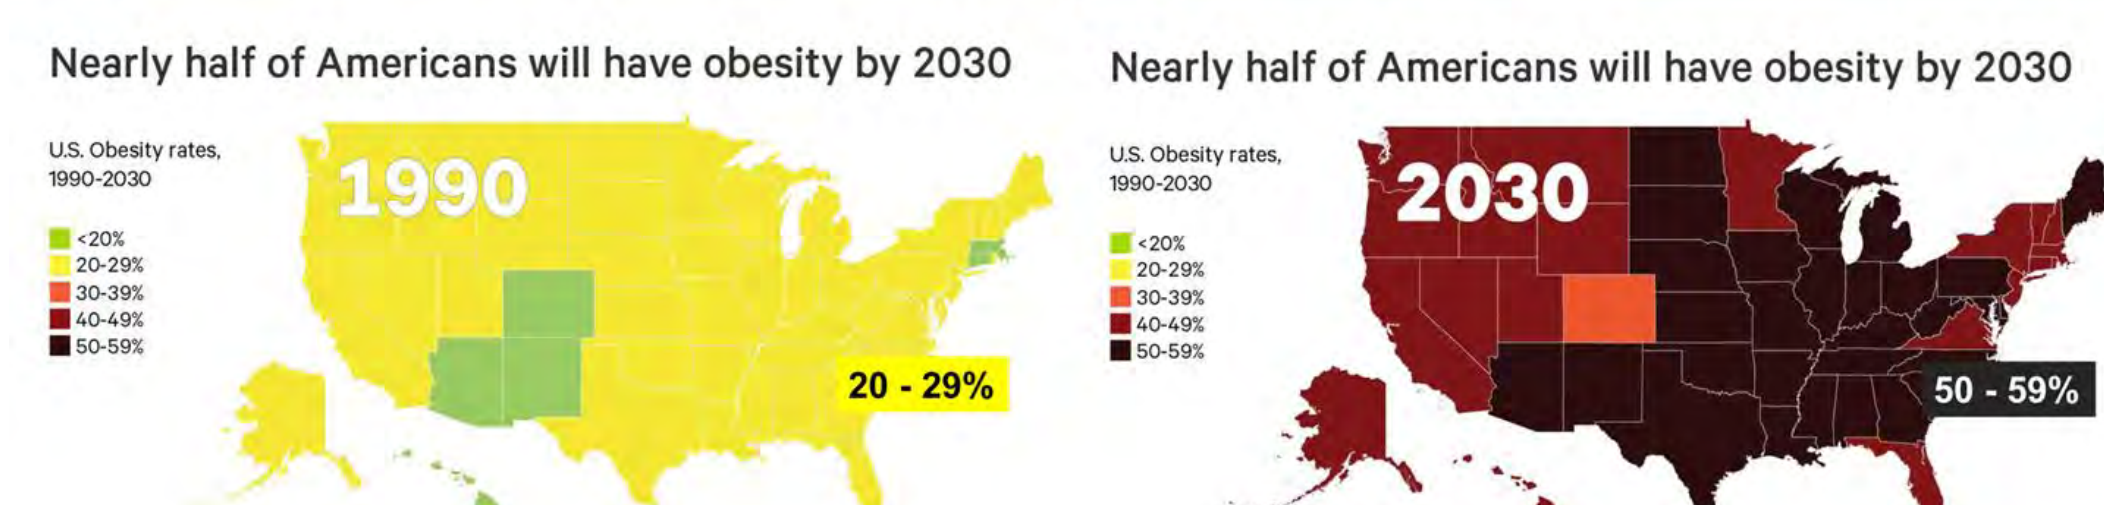 Nearly half of Americans will have obesity by 2030
U.S. Obesity rates,
1990-2030
<20%
20-29%
30-39%
40-49%
50-59%
1990
20 - 29%
Nearly half of Americans will have obesity by 2030
U.S. Obesity rates,
1990-2030
<20%
20-29%
30-39%
40-49%
50-59%
2030
50 - 59%